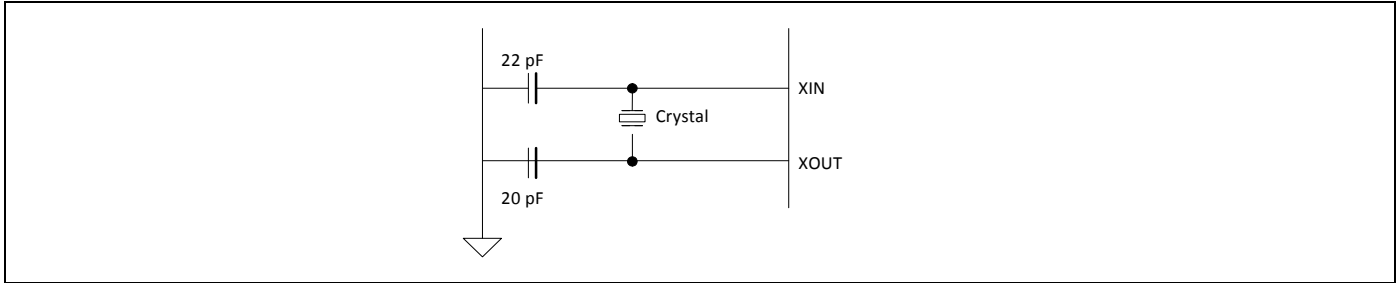 22 pF
XIN
Crystal
XOUT
20 pF